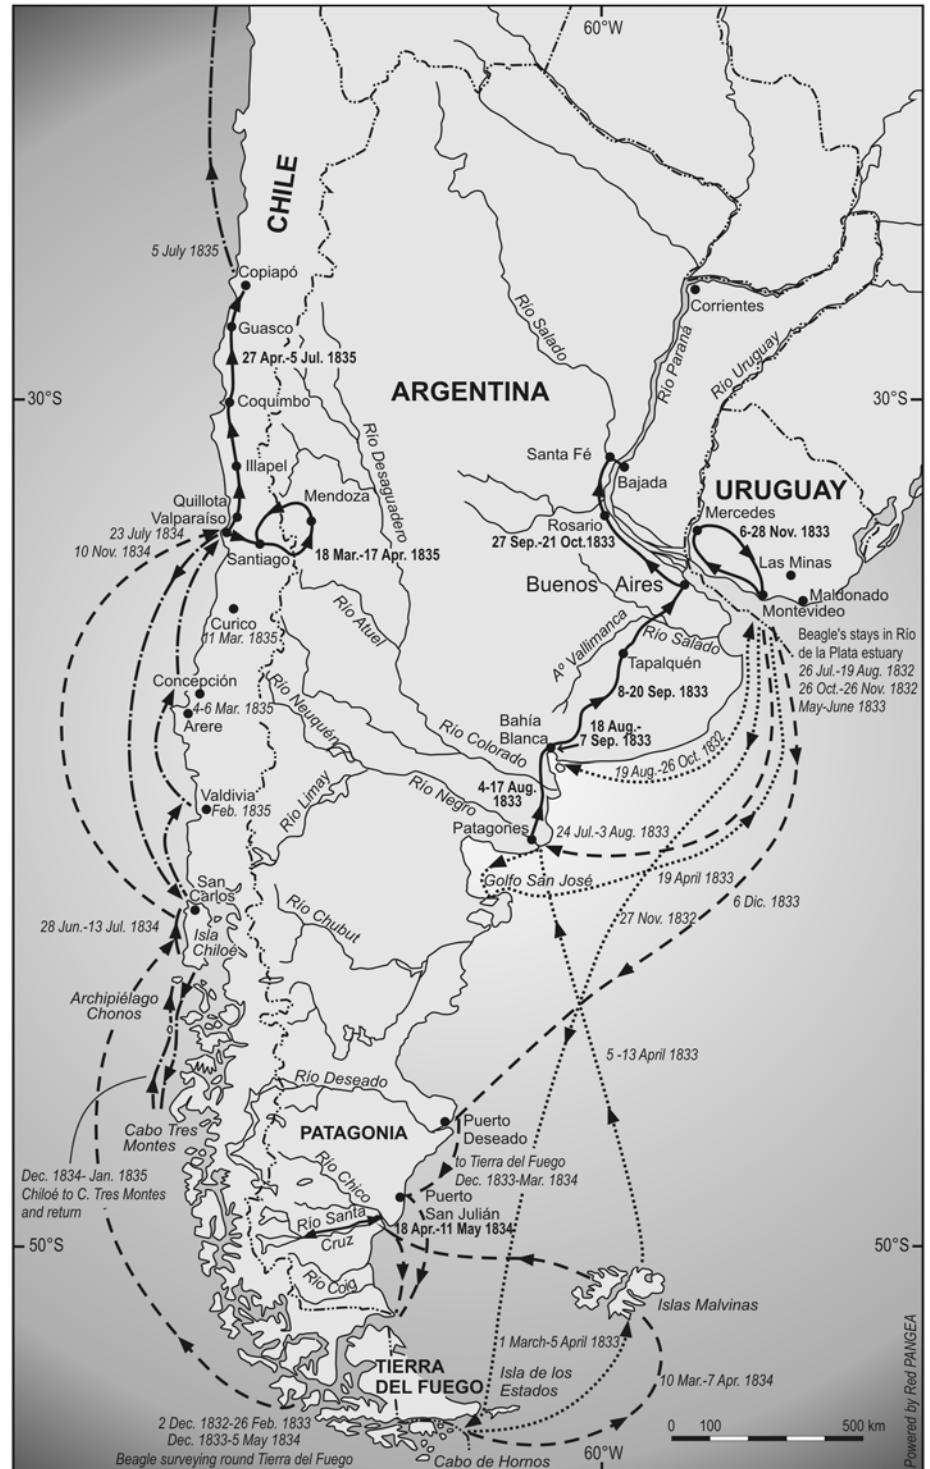 60°W
CHILE
5 July 1835
Copiapó
Guasco
27 Apr.-5 Jul. 1835
Coquimbo
30°S
ARGENTINA
30°S
Río Salado
Río Paraná
Corrientes
Río Uruguay
Río Desaguadero
Illapel
Santa Fé
Bajada
URUGUAY
Quillota
Valparaíso
Mendoza
23 July 1834
10 Nov. 1834
Santiago
18 Mar.-17 Apr. 1835
Rosario
27 Sep.-21 Oct.1833
Mercedes
6-28 Nov. 1833
Las Minas
Buenos Aires
Maldonado
Montevideo
Curico
11 Mar. 1835
Río Atuel
Aº Vallimanca
Río Salado
Beagle's stays in Río
de la Plata estuary
26 Jul.-19 Aug. 1832
26 Oct.-26 Nov. 1832
May-June 1833
Tapalquén
8-20 Sep. 1833
Concepción
4-6 Mar. 1835
Arere
Río Neuquén
Río Colorado
Bahía
Blanca
18 Aug.-
7 Sep. 1833
19 Aug.-26 Oct. 1832
Valdivia
Feb. 1835
Río Limay
Río Negro
4-17 Aug.
1833
Patagones
24 Jul.-3 Aug. 1833
Golfo San José
19 April 1833
6 Dic. 1833
27 Nov. 1832
San
Carlos
28 Jun.-13 Jul. 1834
Isla
Chiloé
Río Chubut
Archipiélago
Chonos
5 -13 April 1833
Río Deseado
Cabo Tres
Montes
PATAGONIA
Puerto
Deseado
to Tierra del Fuego
Dec. 1833-Mar. 1834
Dec. 1834- Jan. 1835
Chiloé to C. Tres Montes
and return
Río Chico
Puerto
San Julián
18 Apr.-11 May 1834
Río Santa
Cruz
50°S
50°S
Río Coig
Islas Malvinas
1 March-5 April 1833
TIERRA
DEL FUEGO
Isla de los
Estados
10 Mar.-7 Apr. 1834
2 Dec. 1832-26 Feb. 1833
Dec. 1833-5 May 1834
Beagle surveying round Tierra del Fuego
Cabo de Hornos
60°W
0 100 500 km
Powered by Red PANGEA